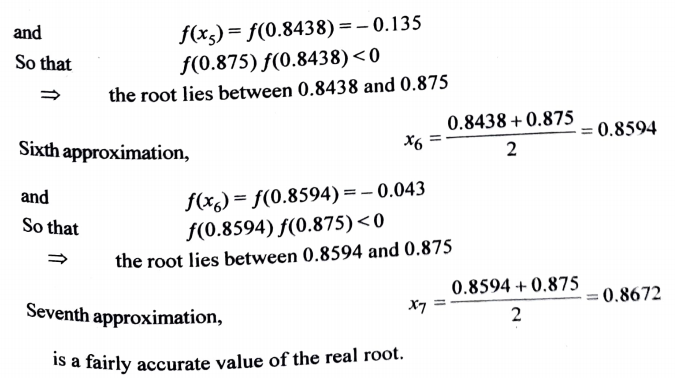 and f(x₅) = f(0.8438) = – 0.135
So that f(0.875) f(0.8438) < 0
⇒ the root lies between 0.8438 and 0.875
Sixth approximation, x₆ = (0.8438 + 0.875)/2 = 0.8594
and f(x₆) = f(0.8594) = – 0.043
So that f(0.8594) f(0.875) < 0
⇒ the root lies between 0.8594 and 0.875
Seventh approximation, x₇ = (0.8594 + 0.875)/2 = 0.8672
is a fairly accurate value of the real root.